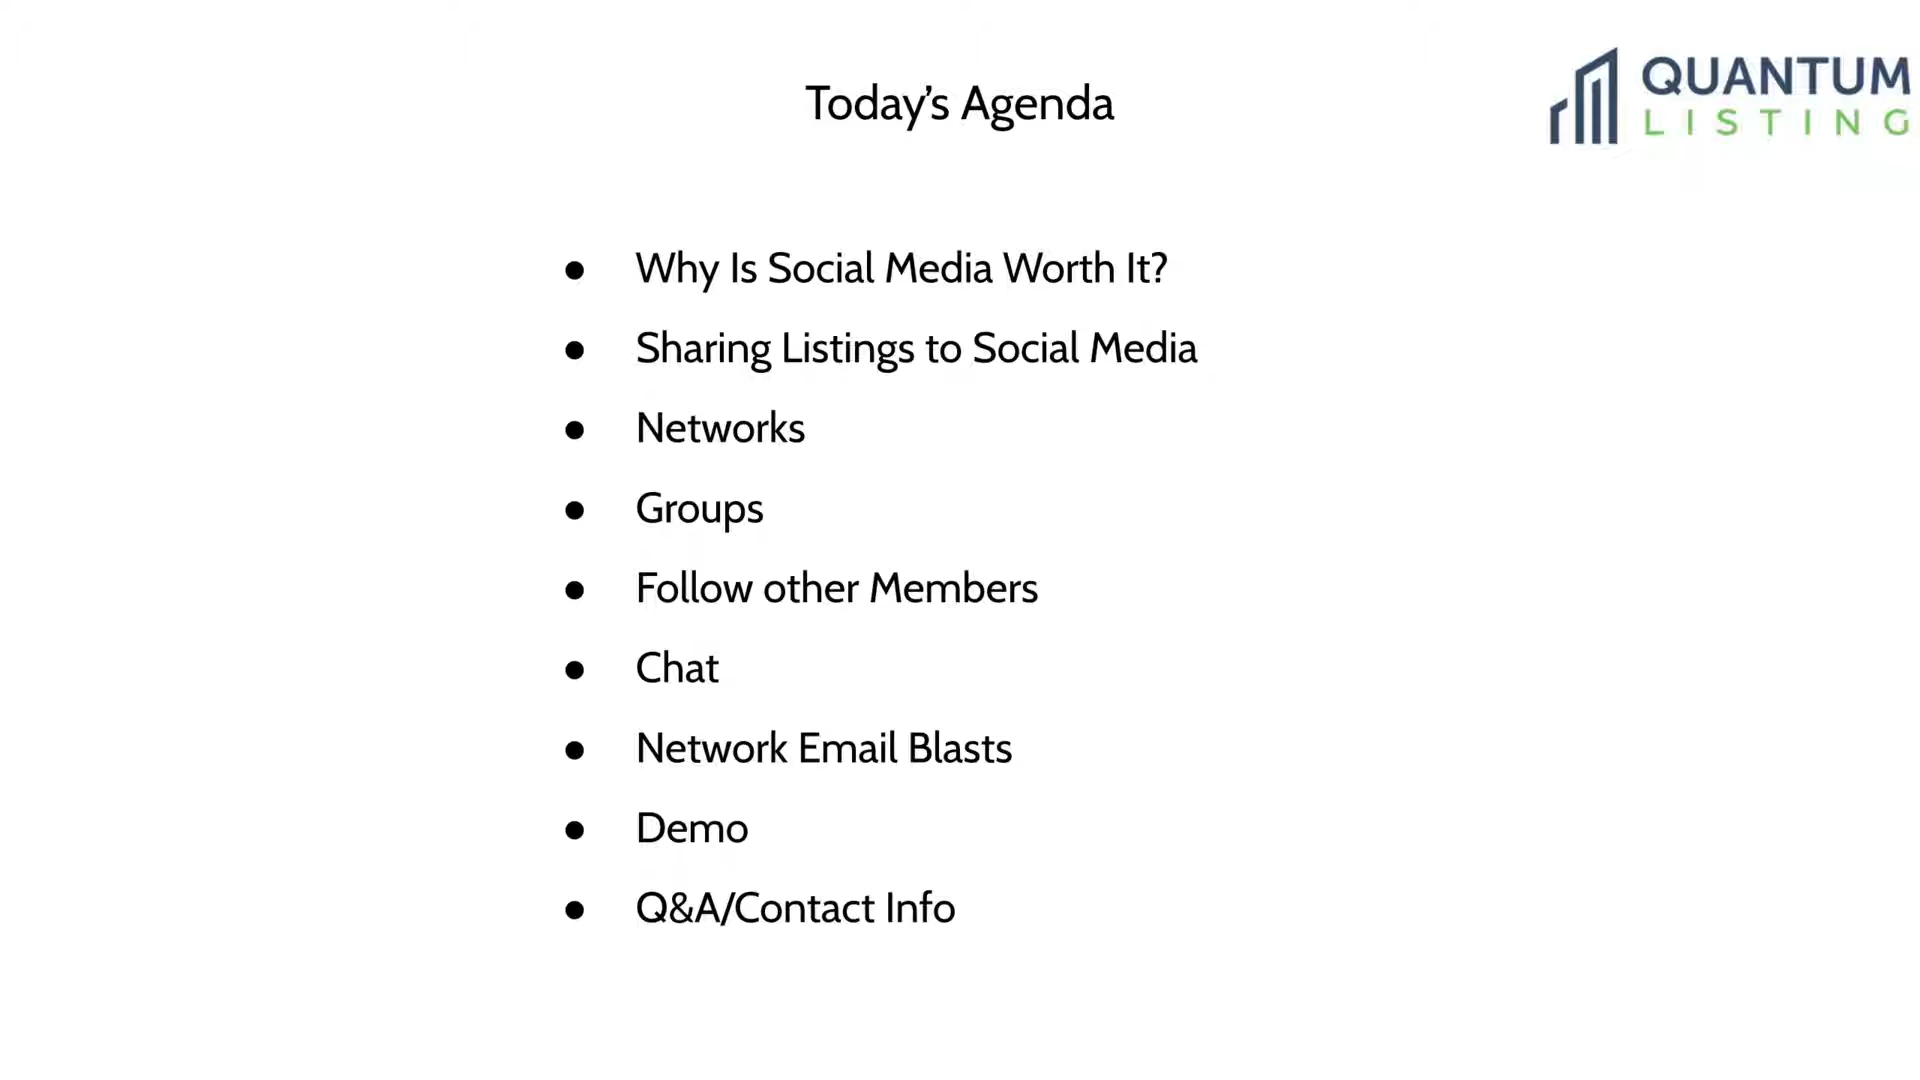 Today’s Agenda
QUANTUM
LISTING
● Why Is Social Media Worth It?
● Sharing Listings to Social Media
● Networks
● Groups
● Follow other Members
● Chat
● Network Email Blasts
● Demo
● Q&A/Contact Info